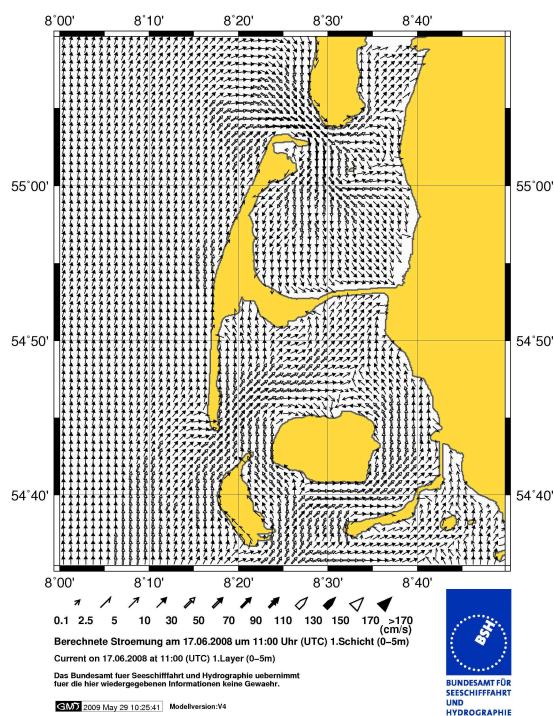 8˚00' 8˚10' 8˚20' 8˚30' 8˚40'
55˚00' 55˚00'
54˚50' 54˚50'
54˚40' 54˚40'
8˚00' 8˚10' 8˚20' 8˚30' 8˚40'
0.1 2.5 5 10 30 50 70 90 110 130 150 170 >170
(cm/s)
Berechnete Stroemung am 17.06.2008 um 11:00 Uhr (UTC) 1.Schicht (0−5m)
Current on 17.06.2008 at 11:00 (UTC) 1.Layer (0−5m)
Das Bundesamt fuer Seeschifffahrt und Hydrographie uebernimmt
fuer die hier wiedergegebenen Informationen keine Gewaehr.
GMT 2009 May 29 10:25:41 Modellversion:V4
BSH
BUNDESAMT FÜR
SEESCHIFFFAHRT
UND
HYDROGRAPHIE